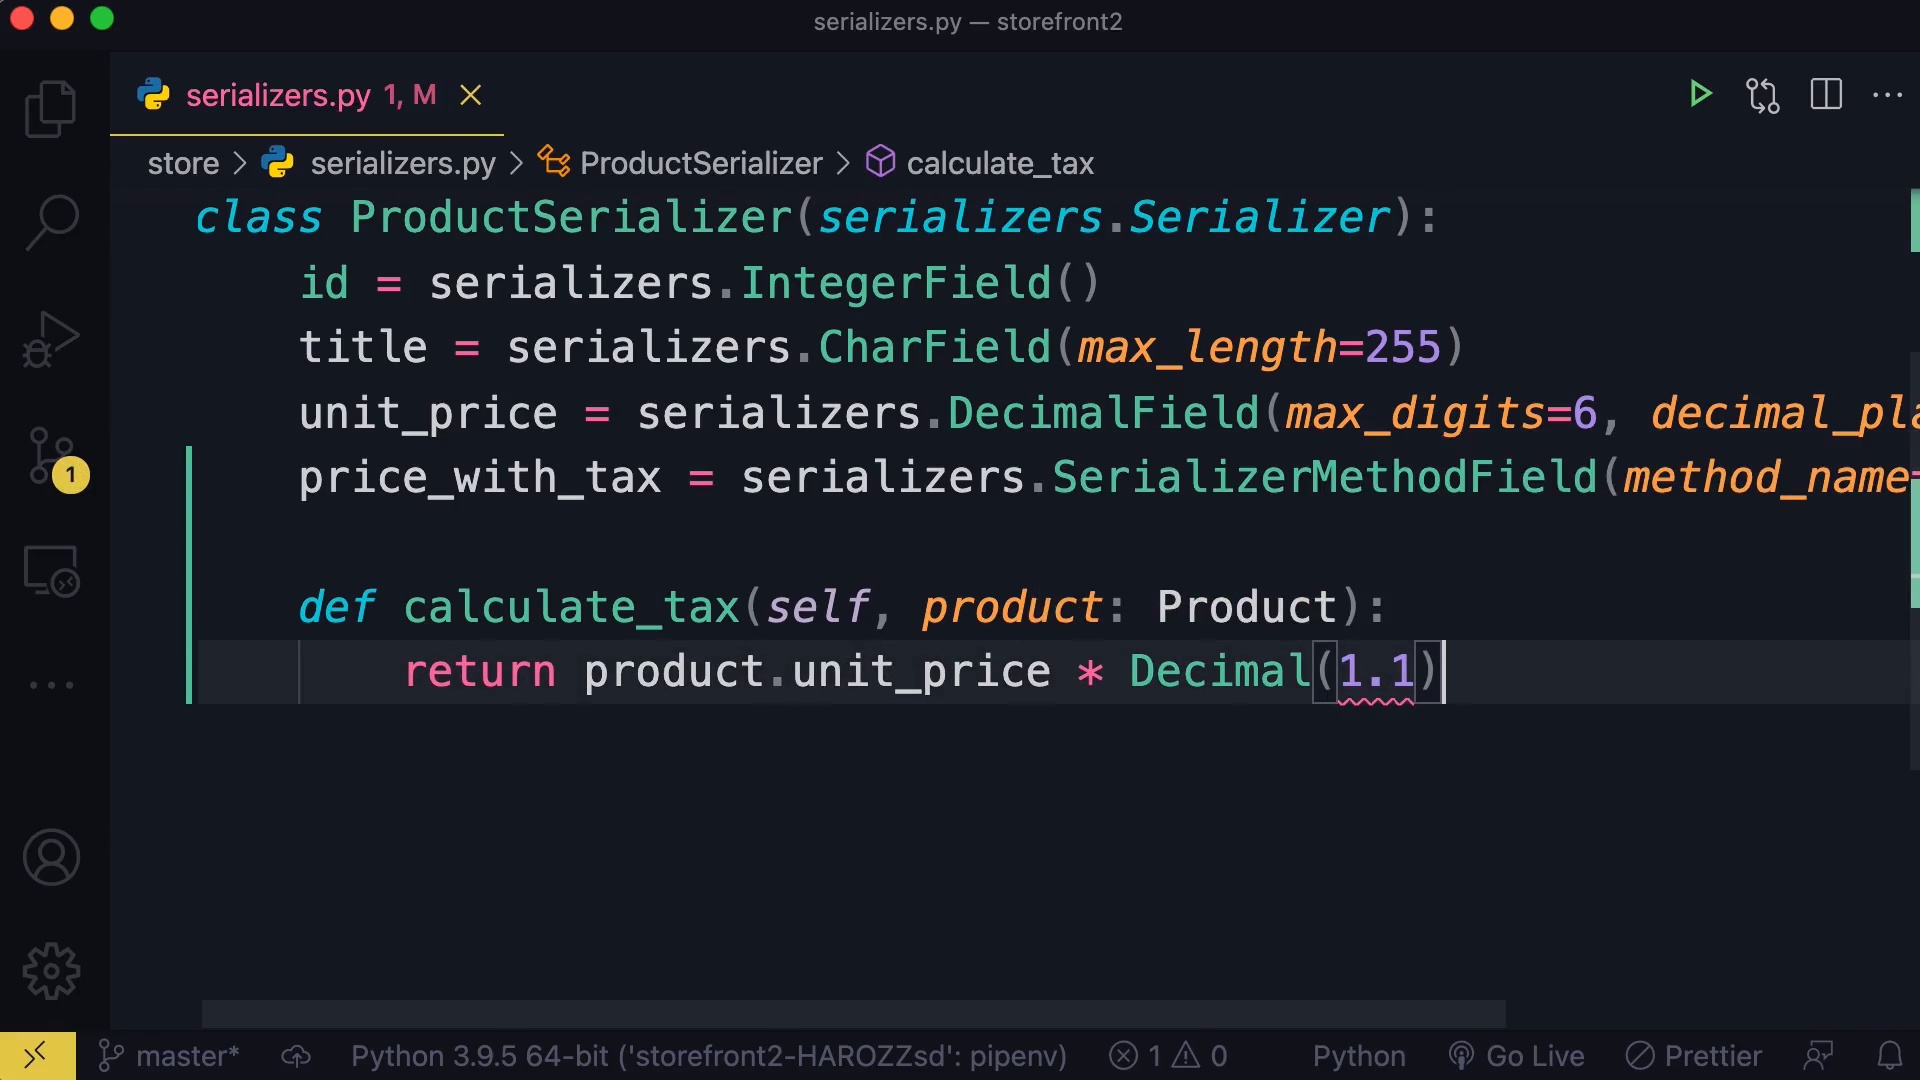 serializers.py — storefront2
serializers.py 1, M
store > serializers.py > ProductSerializer > calculate_tax
class ProductSerializer(serializers.Serializer):
id = serializers.IntegerField()
title = serializers.CharField(max_length=255)
unit_price = serializers.DecimalField(max_digits=6, decimal_pla
price_with_tax = serializers.SerializerMethodField(method_name=
def calculate_tax(self, product: Product):
return product.unit_price * Decimal(1.1)
1
master* Python 3.9.5 64-bit ('storefront2-HAROZZsd': pipenv) 1 0 Python Go Live Prettier